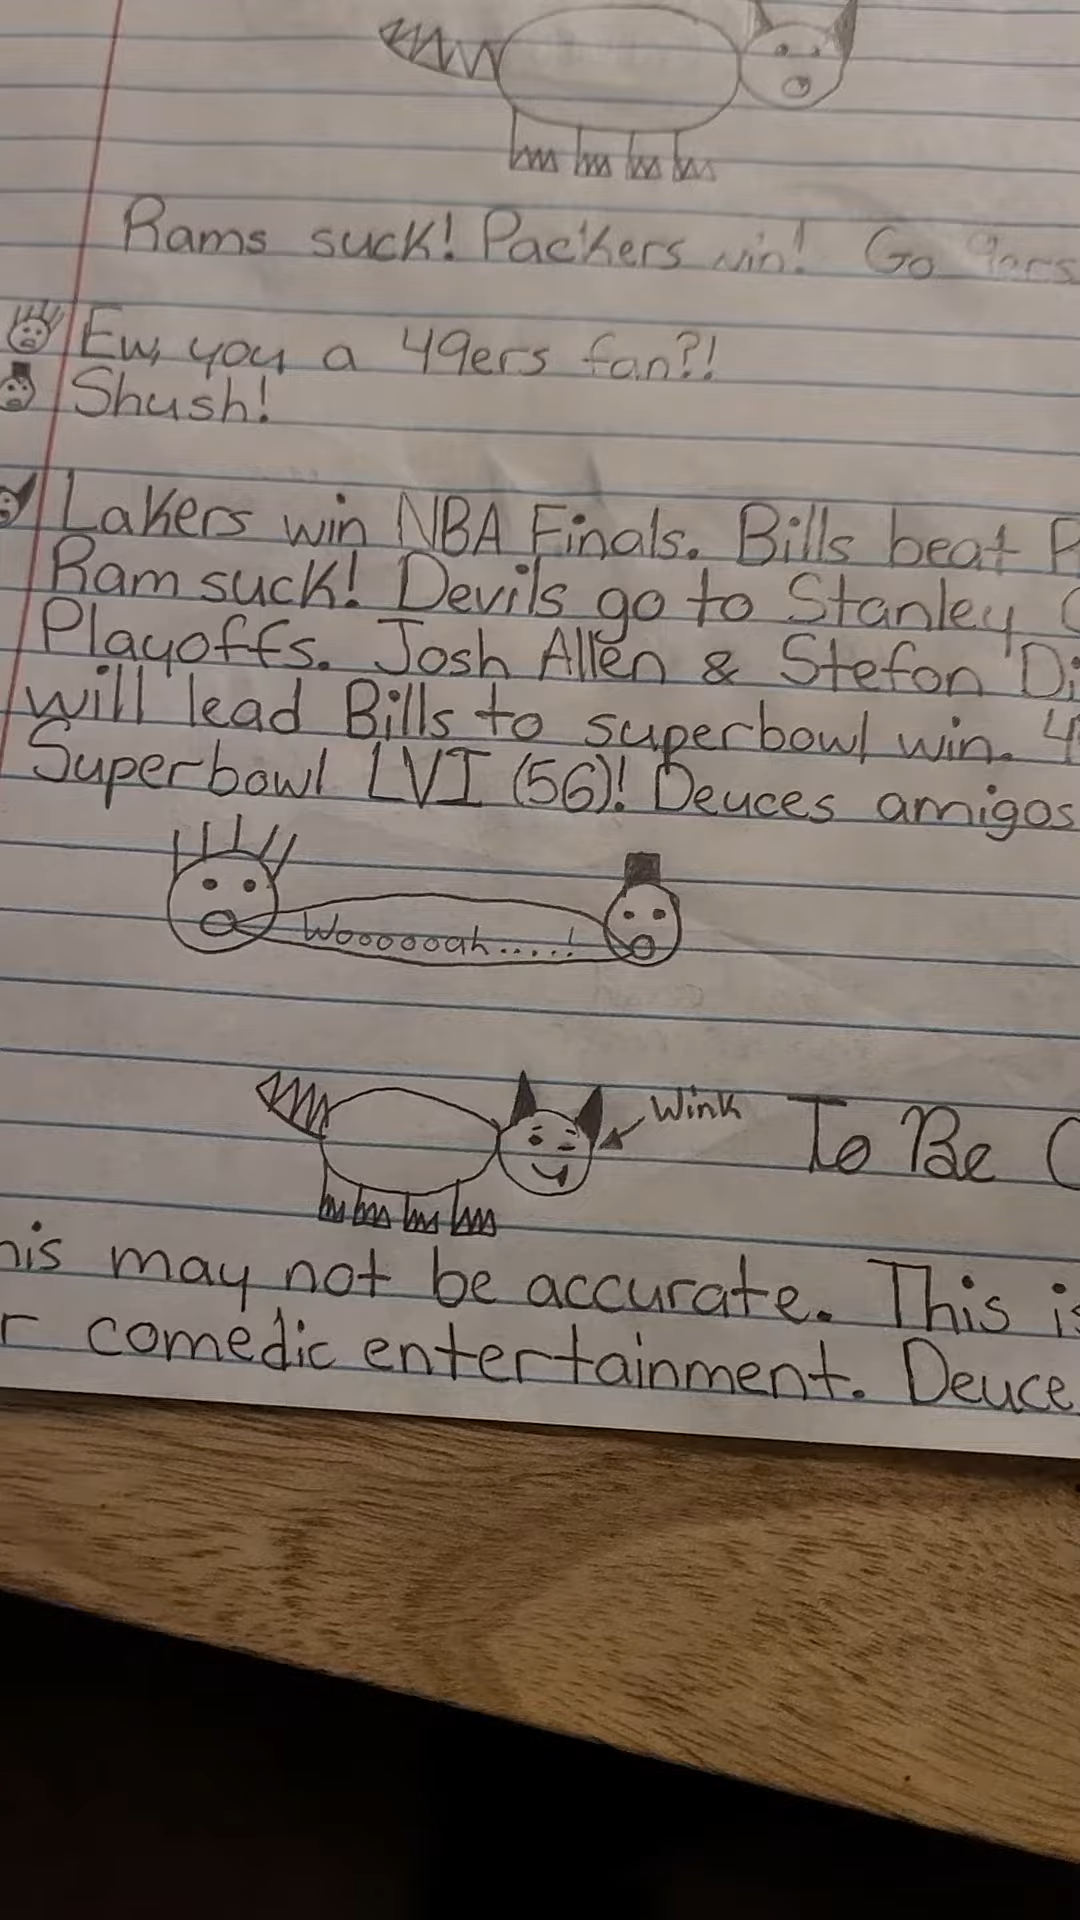 Rams suck! Packers win! Go
Ew, you a 49ers fan?!
Shush!
Lakers win NBA Finals. Bills beat
Ram suck! Devils go to Stanley
Playoffs. Josh Allen & Stefon
will lead Bills to superbowl win.
Superbowl LVI (56)! Deuces amigos
Woooooah.....!
Wink
To Be
may not be accurate. This
comedic entertainment. Deuce